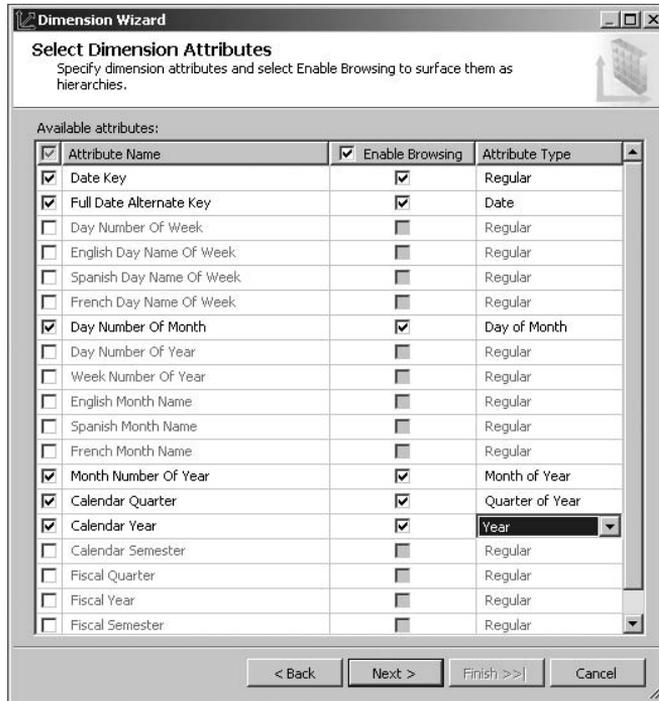 Dimension Wizard
Select Dimension Attributes
Specify dimension attributes and select Enable Browsing to surface them as
hierarchies.
Available attributes:
Attribute Name Enable Browsing Attribute Type
Date Key Regular
Full Date Alternate Key Date
Day Number Of Week Regular
English Day Name Of Week Regular
Spanish Day Name Of Week Regular
French Day Name Of Week Regular
Day Number Of Month Day of Month
Day Number Of Year Regular
Week Number Of Year Regular
English Month Name Regular
Spanish Month Name Regular
French Month Name Regular
Month Number Of Year Month of Year
Calendar Quarter Quarter of Year
Calendar Year Year
Calendar Semester Regular
Fiscal Quarter Regular
Fiscal Year Regular
Fiscal Semester Regular
< Back Next > Finish >>| Cancel